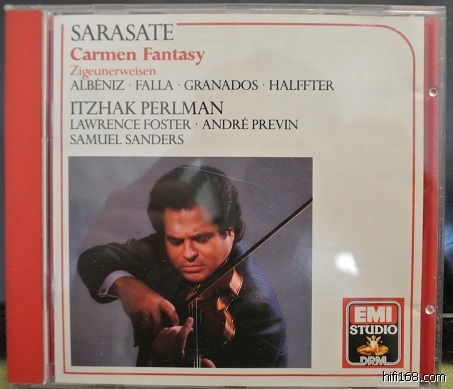 SARASATE
Carmen Fantasy
Zigeunerweisen
ALBÉNIZ · FALLA · GRANADOS · HALFFTER
ITZHAK PERLMAN
LAWRENCE FOSTER · ANDRÉ PREVIN
SAMUEL SANDERS
EMI
STUDIO
DRM
hifi168.com